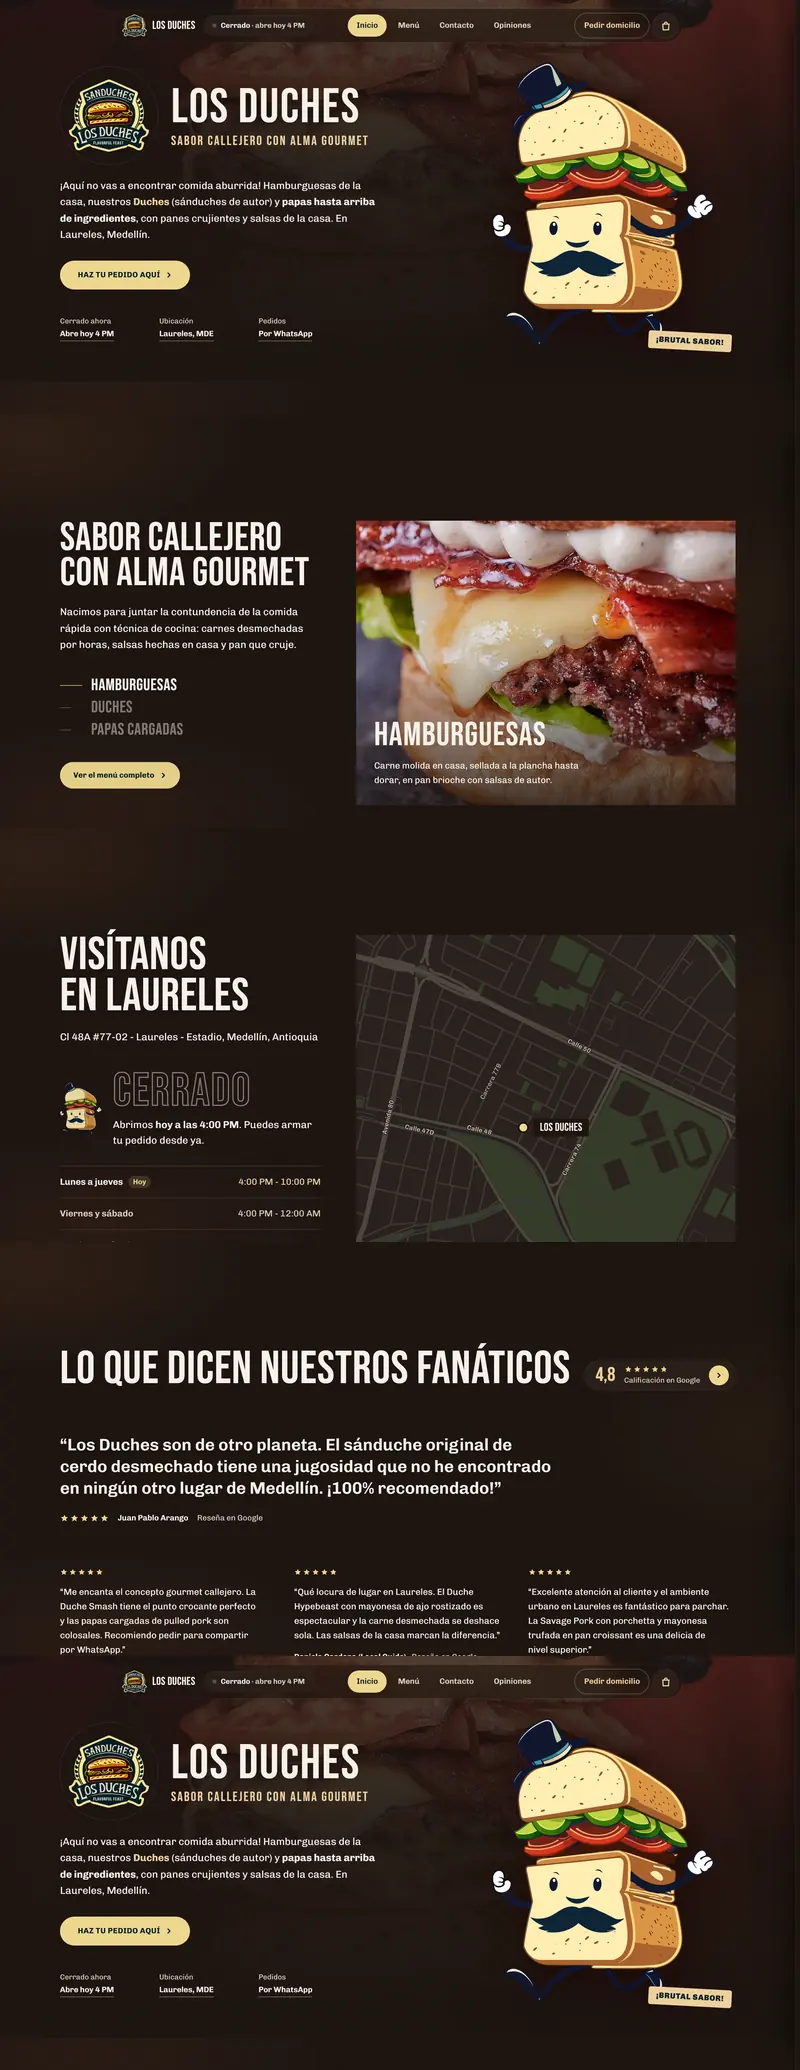 LOS DUCHES
Cerrado · abre hoy 4 PM
Inicio
Menú
Contacto
Opiniones
Pedir domicilio
SANDUCHES
LOS DUCHES
FLAVORFUL FEAST
LOS DUCHES
SABOR CALLEJERO CON ALMA GOURMET
¡Aquí no vas a encontrar comida aburrida! Hamburguesas de la
casa, nuestros Duches (sánduches de autor) y papas hasta arriba
de ingredientes, con panes crujientes y salsas de la casa. En
Laureles, Medellín.
HAZ TU PEDIDO AQUÍ
Cerrado ahora
Abre hoy 4 PM
Ubicación
Laureles, MDE
Pedidos
Por WhatsApp
¡BRUTAL SABOR!
SABOR CALLEJERO
CON ALMA GOURMET
Nacimos para juntar la contundencia de la comida
rápida con técnica de cocina: carnes desmechadas
por horas, salsas hechas en casa y pan que cruje.
HAMBURGUESAS
DUCHES
PAPAS CARGADAS
Ver el menú completo
HAMBURGUESAS
Carne molida en casa, sellada a la plancha hasta
dorar, en pan brioche con salsas de autor.
VISÍTANOS
EN LAURELES
Cl 48A #77-02 - Laureles - Estadio, Medellín, Antioquia
CERRADO
Abrimos hoy a las 4:00 PM. Puedes armar
tu pedido desde ya.
Lunes a jueves Hoy 4:00 PM - 10:00 PM
Viernes y sábado 4:00 PM - 12:00 AM
Calle 50
Carrera 77B
Avenida 80
Calle 47D
Calle 48
LOS DUCHES
Carrera 74
LO QUE DICEN NUESTROS FANÁTICOS
4,8
Calificación en Google
“Los Duches son de otro planeta. El sánduche original de
cerdo desmechado tiene una jugosidad que no he encontrado
en ningún otro lugar de Medellín. ¡100% recomendado!”
Juan Pablo Arango Reseña en Google
“Me encanta el concepto gourmet callejero. La
Duche Smash tiene el punto crocante perfecto
y las papas cargadas de pulled pork son
colosales. Recomiendo pedir para compartir
por WhatsApp.”
“Qué locura de lugar en Laureles. El Duche
Hypebeast con mayonesa de ajo rostizado es
espectacular y la carne desmechada se deshace
sola. Las salsas de la casa marcan la diferencia.”
“Excelente atención al cliente y el ambiente
urbano en Laureles es fantástico para parchar.
La Savage Pork con porchetta y mayonesa
trufada en pan croissant es una delicia de
nivel superior.”
LOS DUCHES
Cerrado · abre hoy 4 PM
Inicio
Menú
Contacto
Opiniones
Pedir domicilio
SANDUCHES
LOS DUCHES
FLAVORFUL FEAST
LOS DUCHES
SABOR CALLEJERO CON ALMA GOURMET
¡Aquí no vas a encontrar comida aburrida! Hamburguesas de la
casa, nuestros Duches (sánduches de autor) y papas hasta arriba
de ingredientes, con panes crujientes y salsas de la casa. En
Laureles, Medellín.
HAZ TU PEDIDO AQUÍ
Cerrado ahora
Abre hoy 4 PM
Ubicación
Laureles, MDE
Pedidos
Por WhatsApp
¡BRUTAL SABOR!